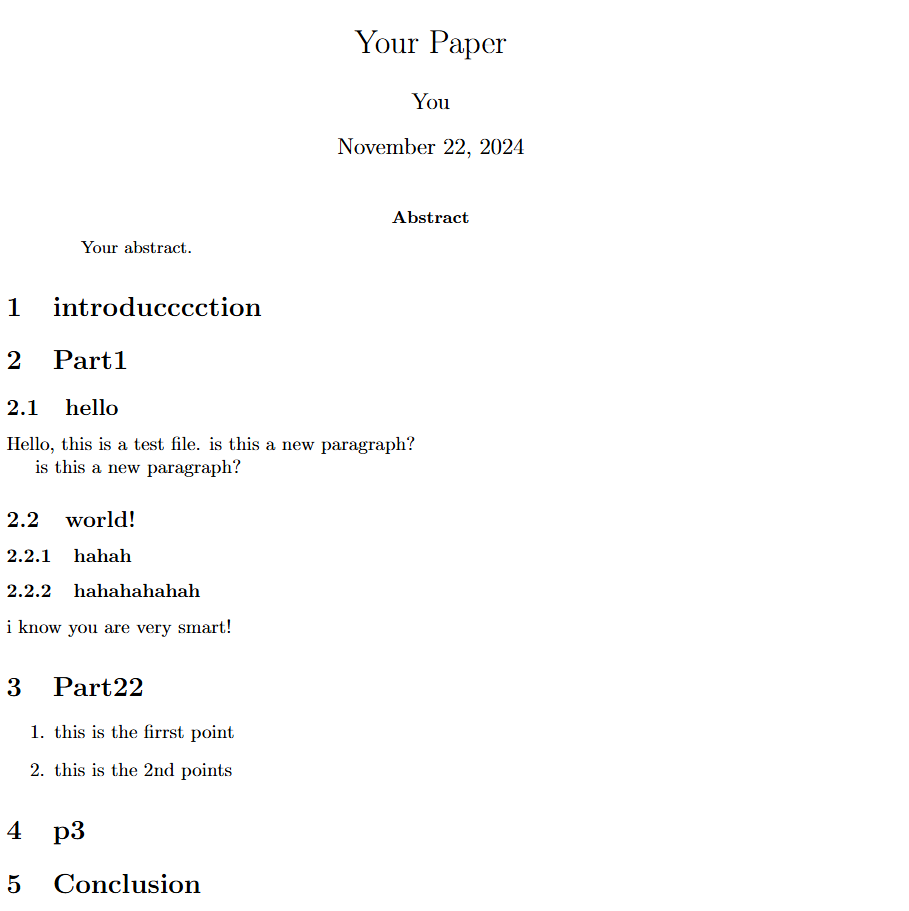 Your Paper
You
November 22, 2024
Abstract
Your abstract.
1 introducccction
2 Part1
2.1 hello
Hello, this is a test file. is this a new paragraph?
is this a new paragraph?
2.2 world!
2.2.1 hahah
2.2.2 hahahahahah
i know you are very smart!
3 Part22
1. this is the firrst point
2. this is the 2nd points
4 p3
5 Conclusion